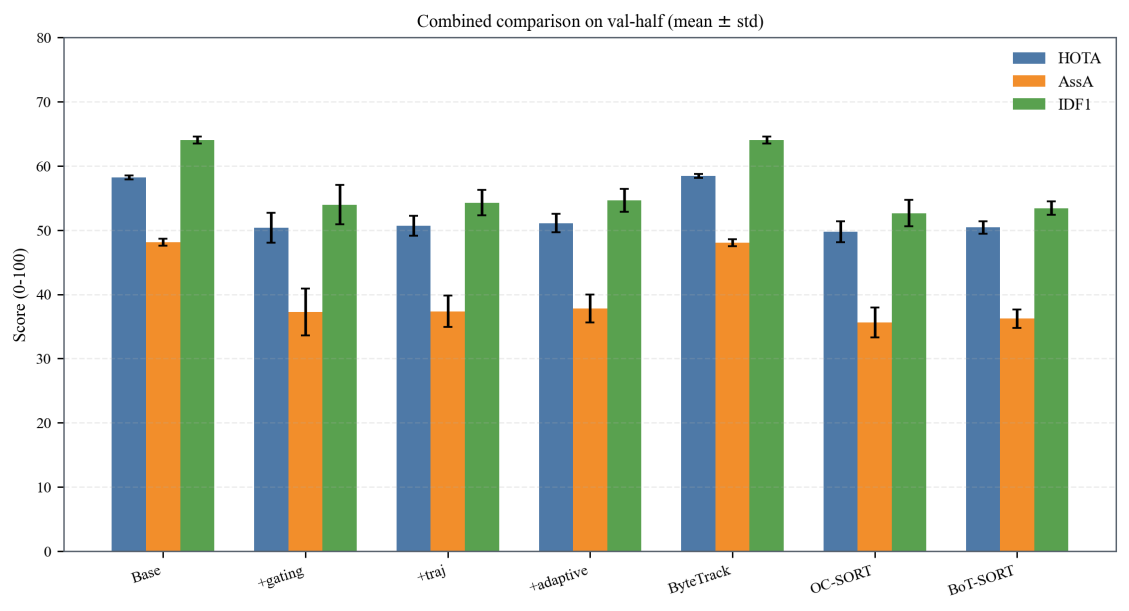 Combined comparison on val-half (mean ± std)
HOTA
AssA
IDF1
Score (0-100)
80
70
60
50
40
30
20
10
0
Base
+gating
+traj
+adaptive
ByteTrack
OC-SORT
BoT-SORT